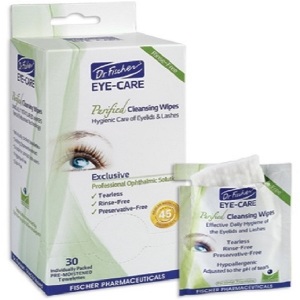 Dr. Fischer
EYE-CARE
Purified Cleansing Wipes
Hygienic Care of Eyelids & Lashes
Exclusive
Professional Ophthalmic Solution
✓ Tearless
✓ Rinse-Free
✓ Preservative-Free
45
30
Individually Packed
PRE-MOISTENED
Towelettes
FISCHER PHARMACEUTICALS
Dr. Fischer
EYE-CARE
Purified Cleansing Wipes
Effective Daily Hygiene of
the Eyelids and Lashes
Tearless
Rinse-Free
Preservative-Free
Hypoallergenic
Adjusted to the pH of tears